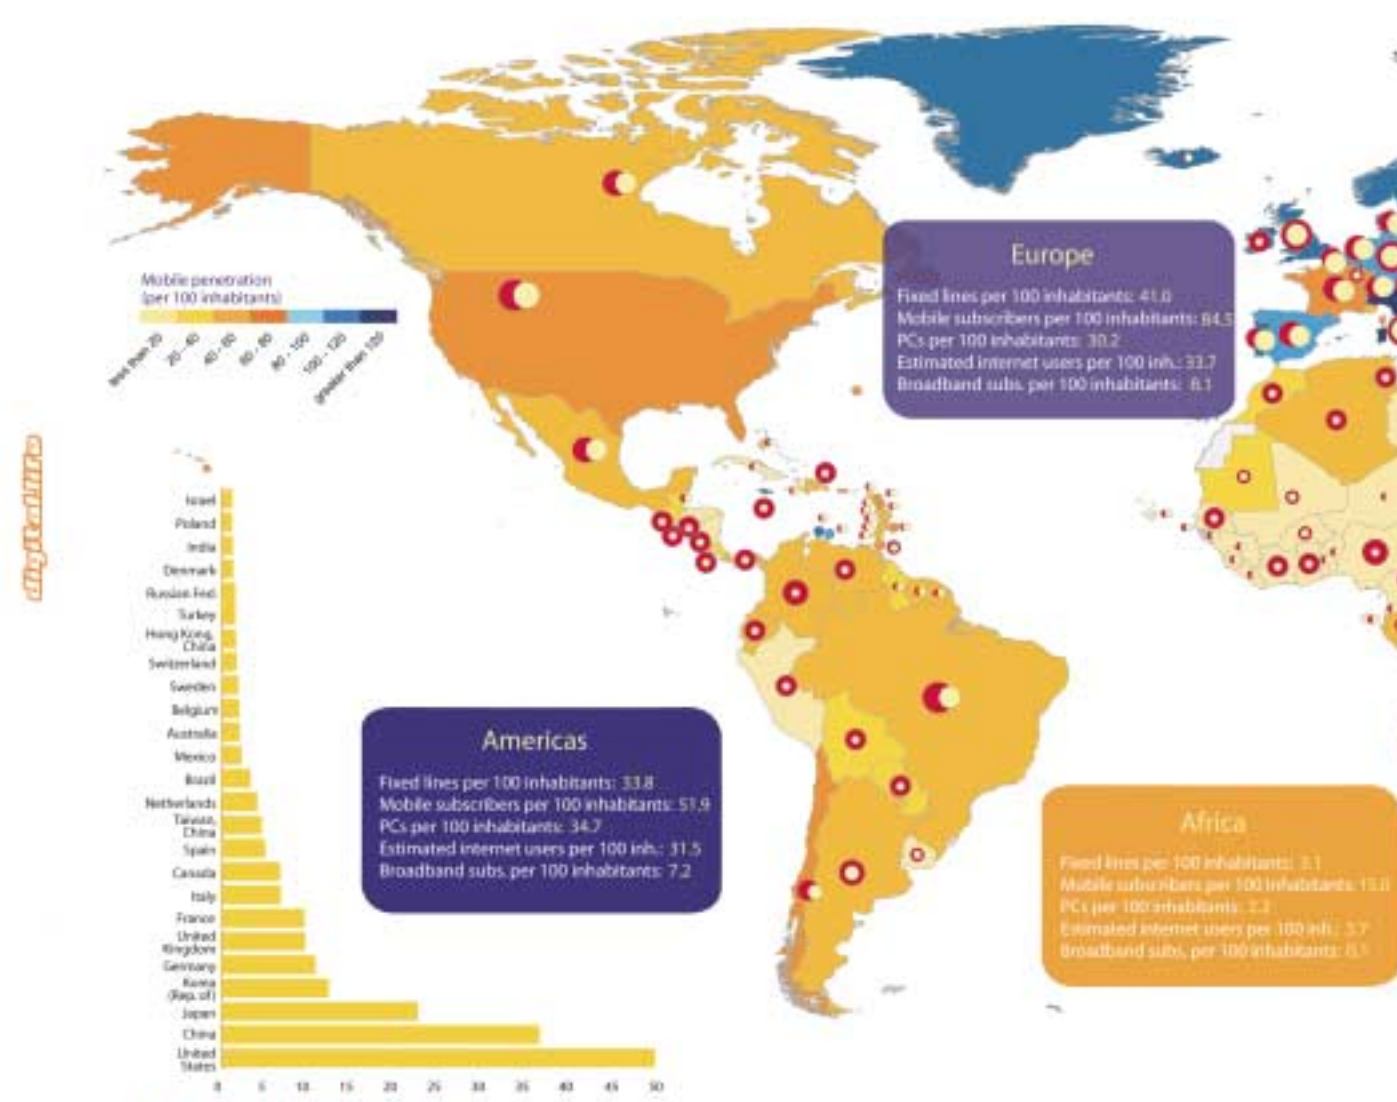 Mobile penetration
(per 100 inhabitants)
less than 20
20 - 40
40 - 60
60 - 80
80 - 100
100 - 120
greater than 120
Europe
Fixed lines per 100 inhabitants: 41.0
Mobile subscribers per 100 inhabitants: 84.5
PCs per 100 inhabitants: 30.2
Estimated internet users per 100 inh.: 33.7
Broadband subs. per 100 inhabitants: 8.1
Israel
Poland
India
Denmark
Russian Fed.
Turkey
Hong Kong,
China
Switzerland
Sweden
Belgium
Australia
Mexico
Brazil
Netherlands
Taiwan,
China
Spain
Canada
Italy
France
United
Kingdom
Germany
Korea
(Rep. of)
Japan
China
United
States
0 5 10 15 20 25 30 35 40 45 50
Americas
Fixed lines per 100 inhabitants: 33.8
Mobile subscribers per 100 inhabitants: 51.9
PCs per 100 inhabitants: 34.7
Estimated internet users per 100 inh.: 31.5
Broadband subs. per 100 inhabitants: 7.2
Africa
Fixed lines per 100 inhabitants: 3.1
Mobile subscribers per 100 inhabitants:
PCs per 100 inhabitants: 2.2
Estimated internet users per 100 inh.: 3.7
Broadband subs. per 100 inhabitants: 0.1